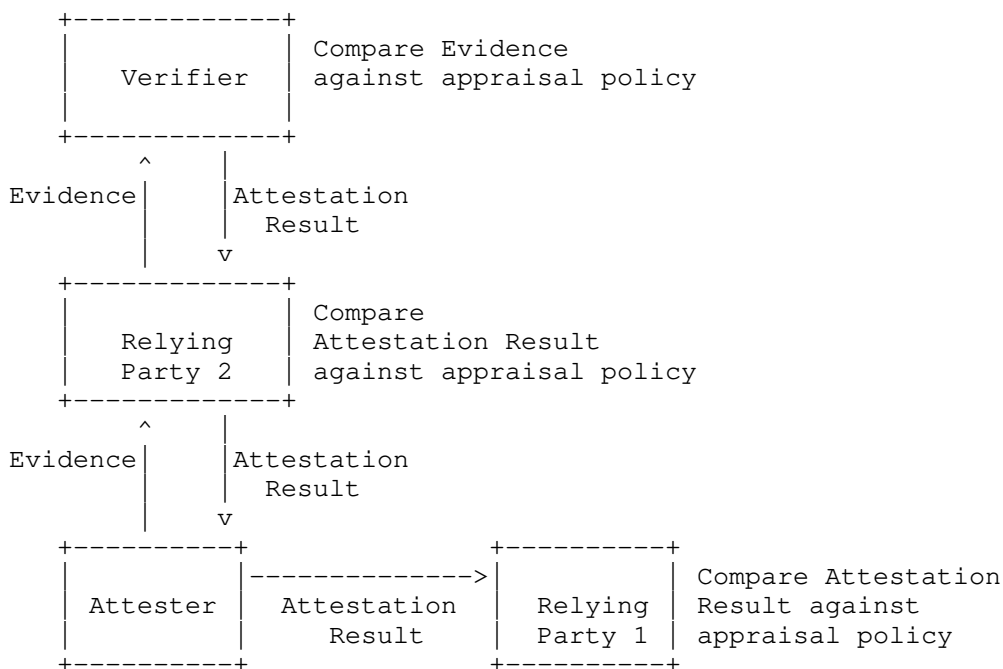 Compare Evidence
Verifier against appraisal policy
Evidence Attestation
Result
Compare
Relying Attestation Result
Party 2 against appraisal policy
Evidence Attestation
Result
v
Compare Attestation
Attester Attestation Relying Result against
Result Party 1 appraisal policy